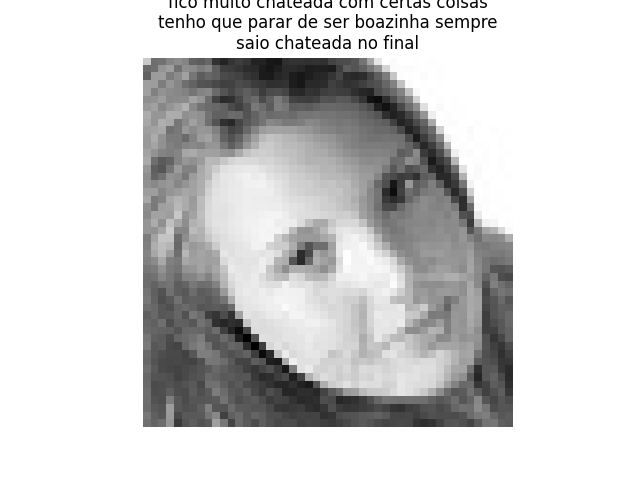 fico muito chateada com certas coisas
tenho que parar de ser boazinha sempre
saio chateada no final